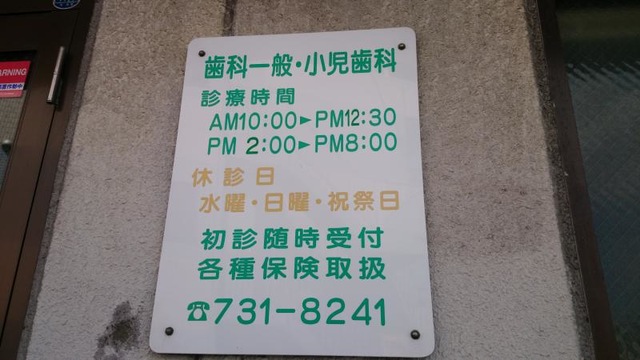 歯科一般・小児歯科
診療時間
AM10:00►PM12:30
PM 2:00►PM8:00
休診日
水曜・日曜・祝祭日
初診随時受付
各種保険取扱
☎731-8241
WARNING